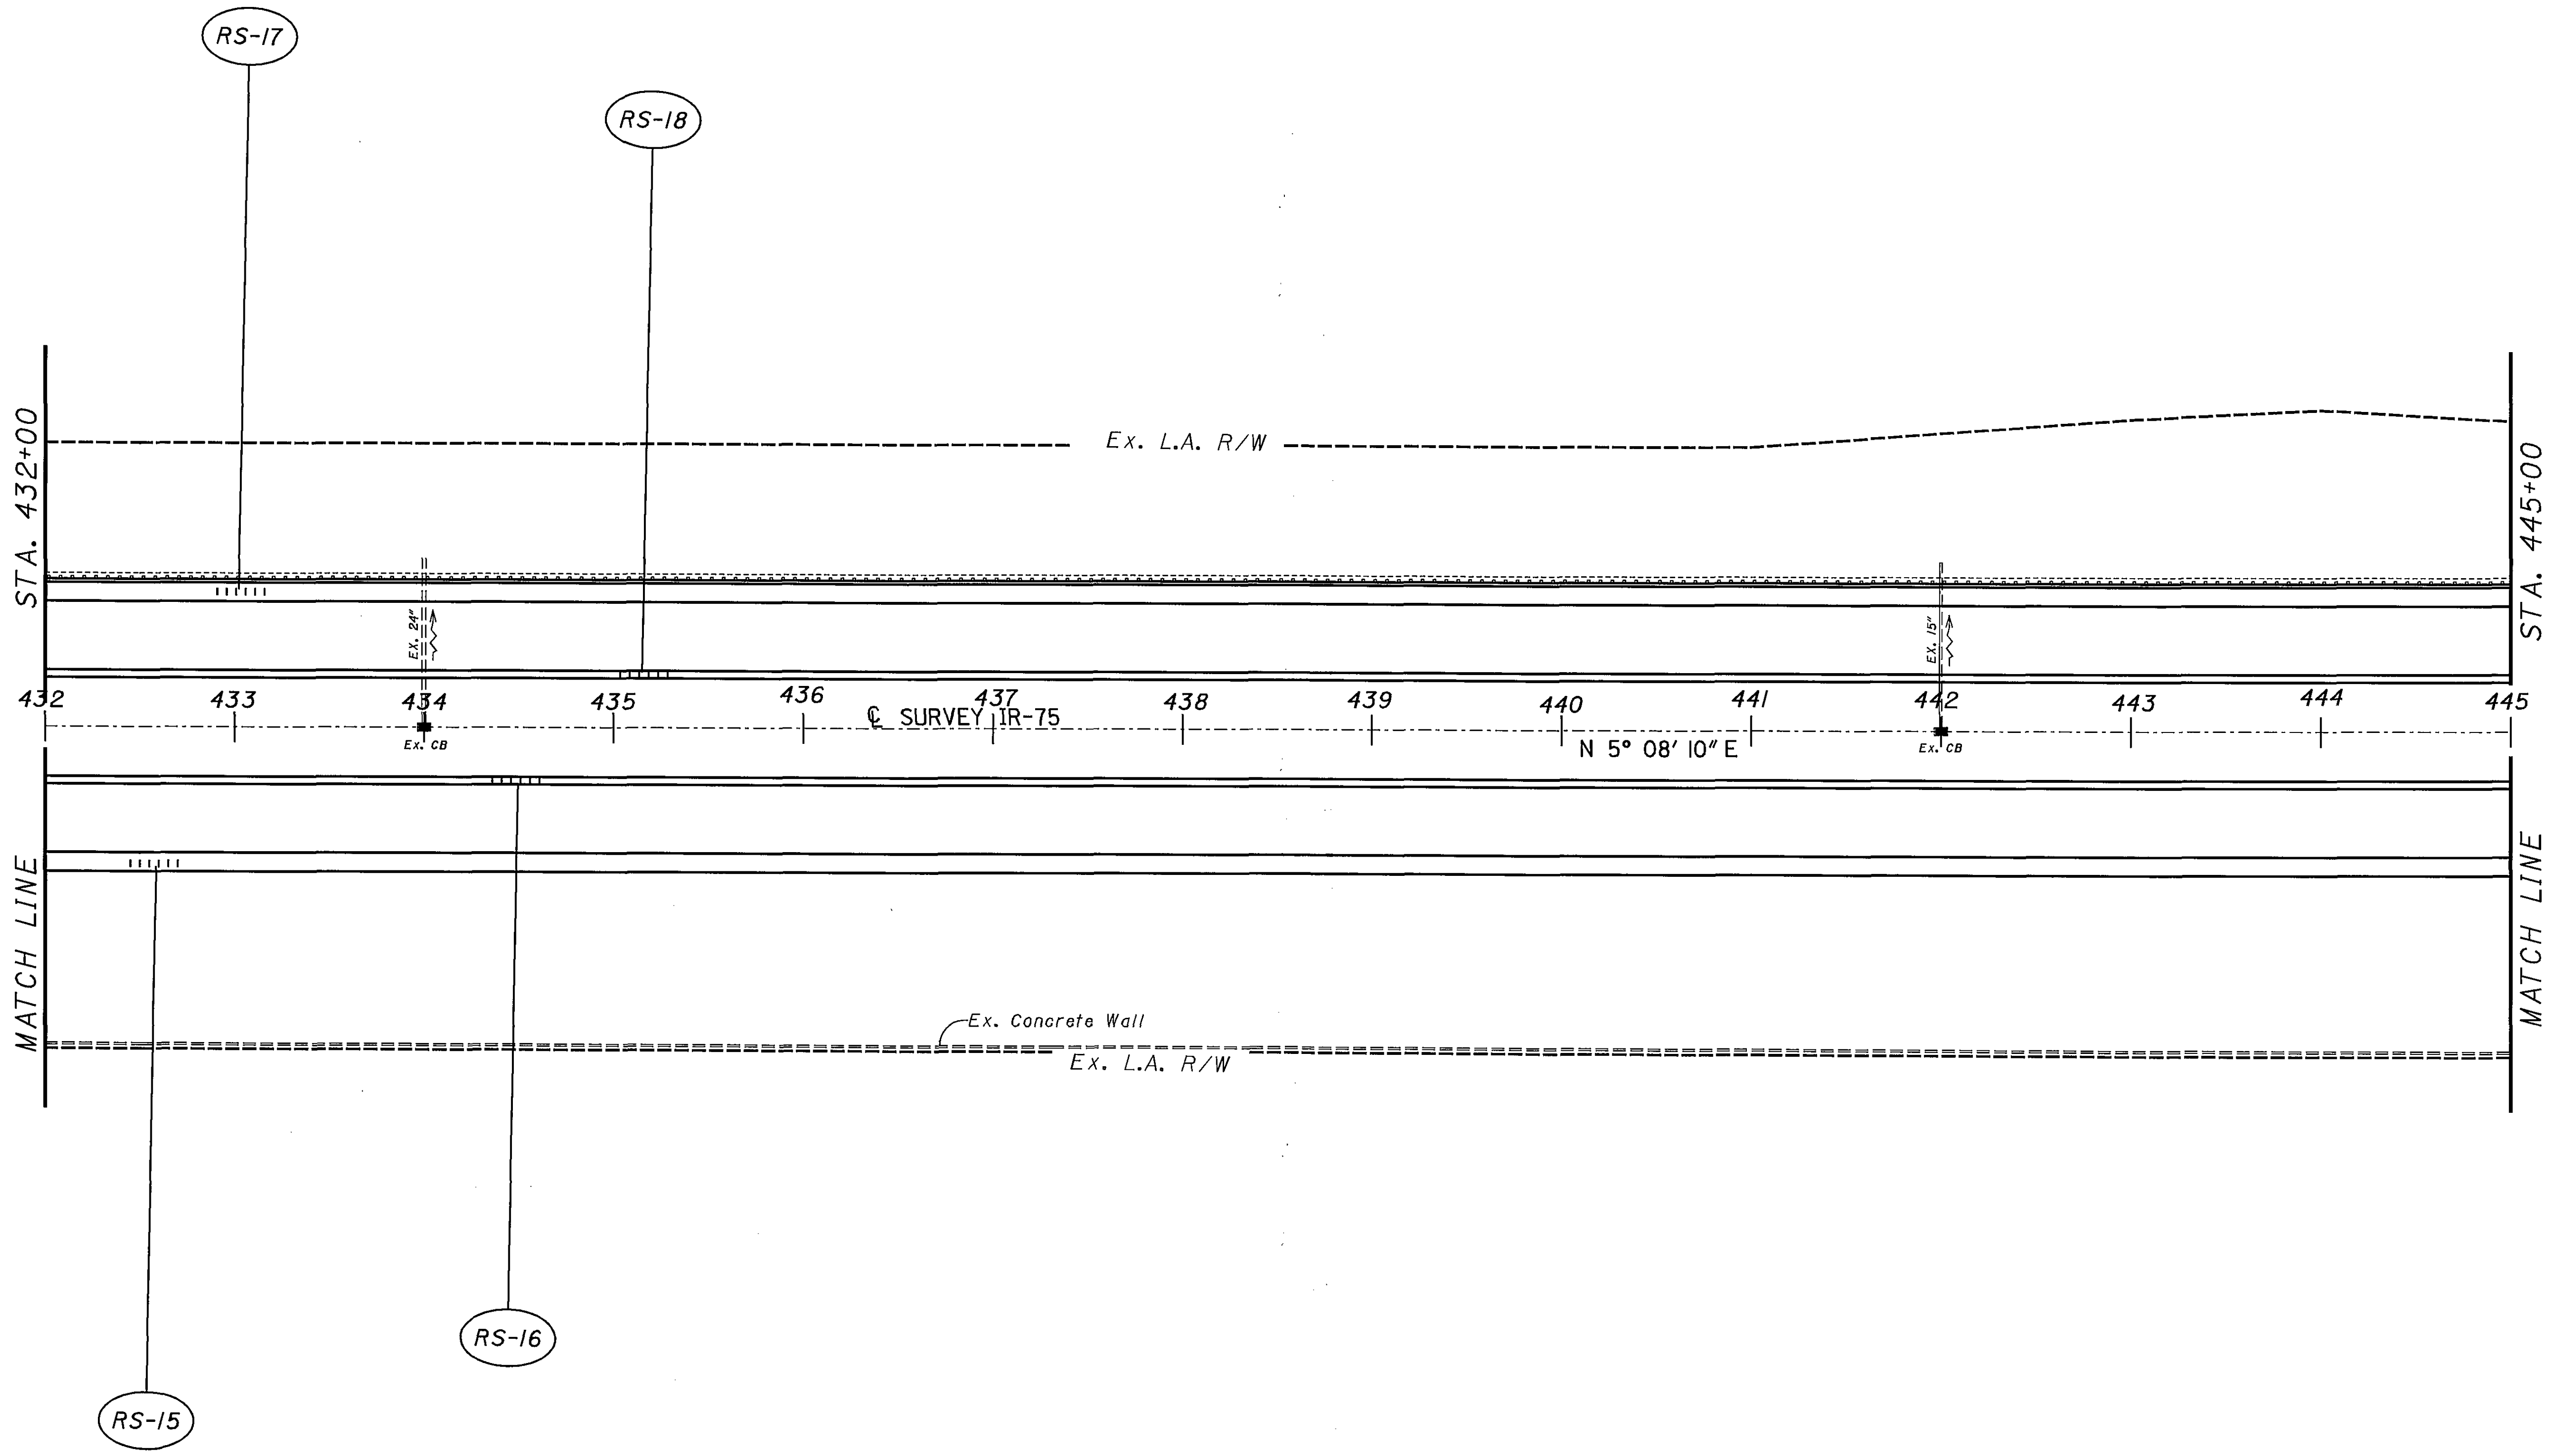 RS-17
RS-18
STA. 432+00
Ex. L.A. R/W
STA. 445+00
EX. 24"
EX. 15"
432 433 434 435 436 437 438 439 440 441 442 443 444 445
℄ SURVEY IR-75
Ex. CB
N 5° 08' 10" E
Ex. CB
MATCH LINE
MATCH LINE
Ex. Concrete Wall
Ex. L.A. R/W
RS-16
RS-15